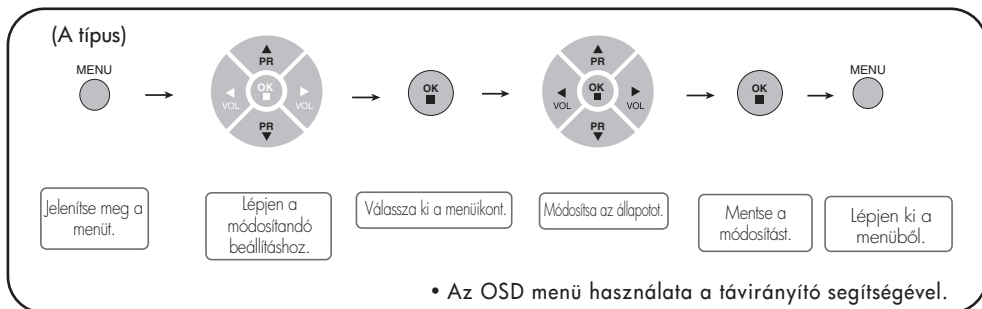 (A típus)
MENU
PR
VOL
OK
VOL
PR
OK
PR
VOL
OK
VOL
PR
OK
MENU
Jelenítse meg a
menüt.
Lépjen a
módosítandó
beállításhoz.
Válassza ki a menüikont.
Módosítsa az állapotot.
Mentse a
módosítást.
Lépjen ki a
menüből.
• Az OSD menü használata a távirányító segítségével.